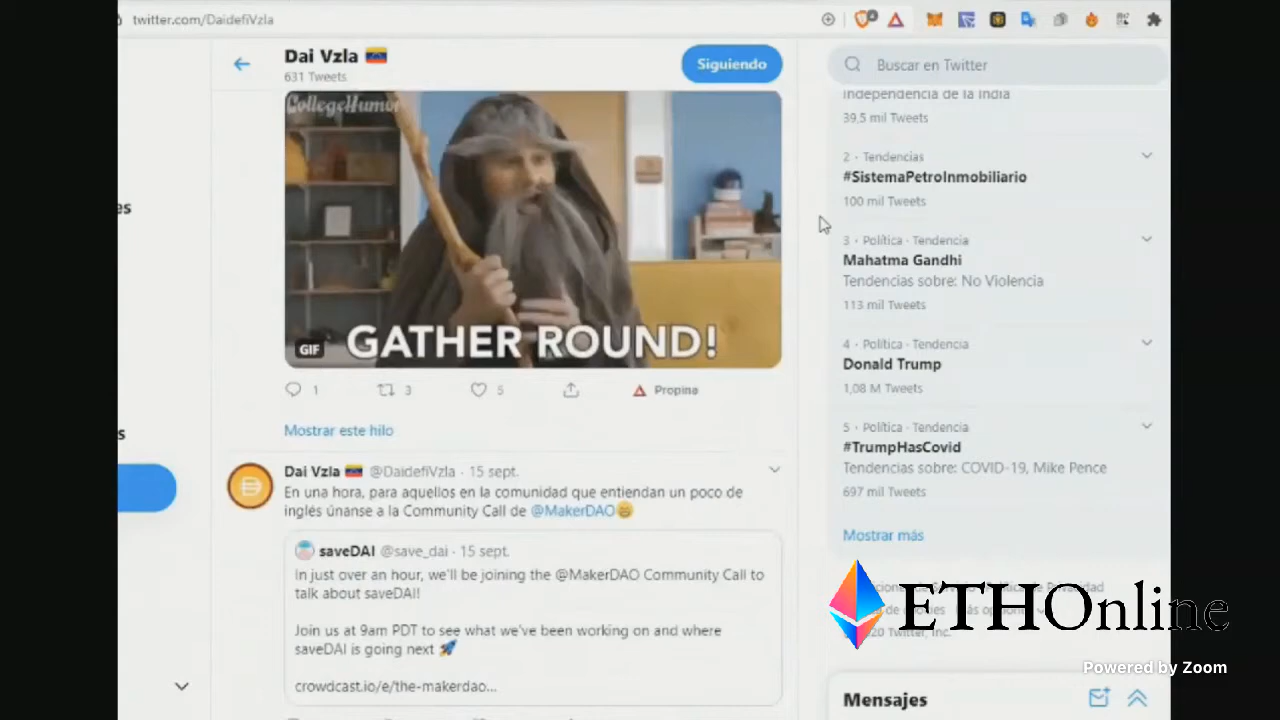 twitter.com/DaidefiVzla
Dai Vzla
631 Tweets
Siguiendo
Buscar en Twitter
CollegeHumor
GIF
GATHER ROUND!
1
3
5
Propina
Mostrar este hilo
Dai Vzla @DaidefiVzla · 15 sept.
En una hora, para aquellos en la comunidad que entiendan un poco de
inglés únanse a la Community Call de @MakerDAO
saveDAI @save_dai · 15 sept.
In just over an hour, we'll be joining the @MakerDAO Community Call to
talk about saveDAI!
Join us at 9am PDT to see what we've been working on and where
saveDAI is going next
crowdcast.io/e/the-makerdao...
independencia de la India
39,5 mil Tweets
2 · Tendencias
#SistemaPetroInmobiliario
100 mil Tweets
3 · Política · Tendencia
Mahatma Gandhi
Tendencias sobre: No Violencia
113 mil Tweets
4 · Política · Tendencia
Donald Trump
1,08 M Tweets
5 · Política · Tendencia
#TrumpHasCovid
Tendencias sobre: COVID-19, Mike Pence
697 mil Tweets
Mostrar más
Privacidad
de cookies
Twitter, Inc.
ETHOnline
Powered by Zoom
Mensajes
es
s